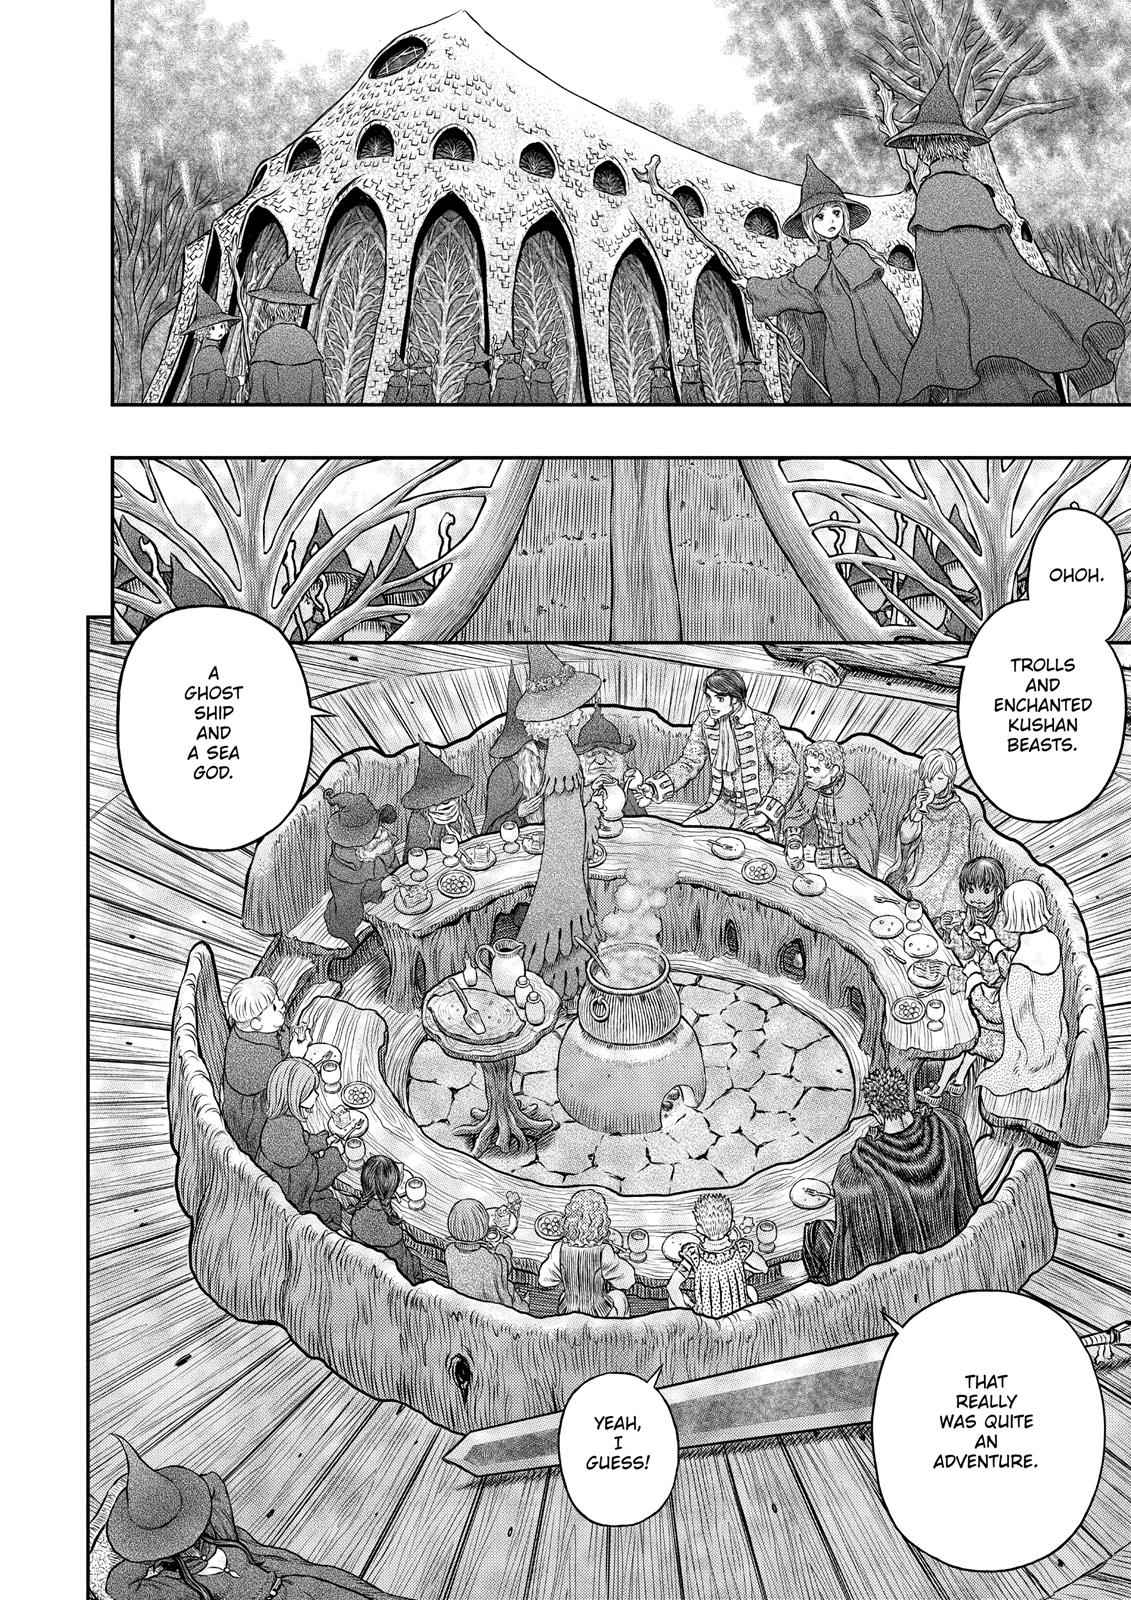 OHOH.
TROLLS
AND
ENCHANTED
KUSHAN
BEASTS.
A
GHOST
SHIP
AND
A SEA
GOD.
THAT
REALLY
WAS QUITE
AN
ADVENTURE.
YEAH,
I
GUESS!